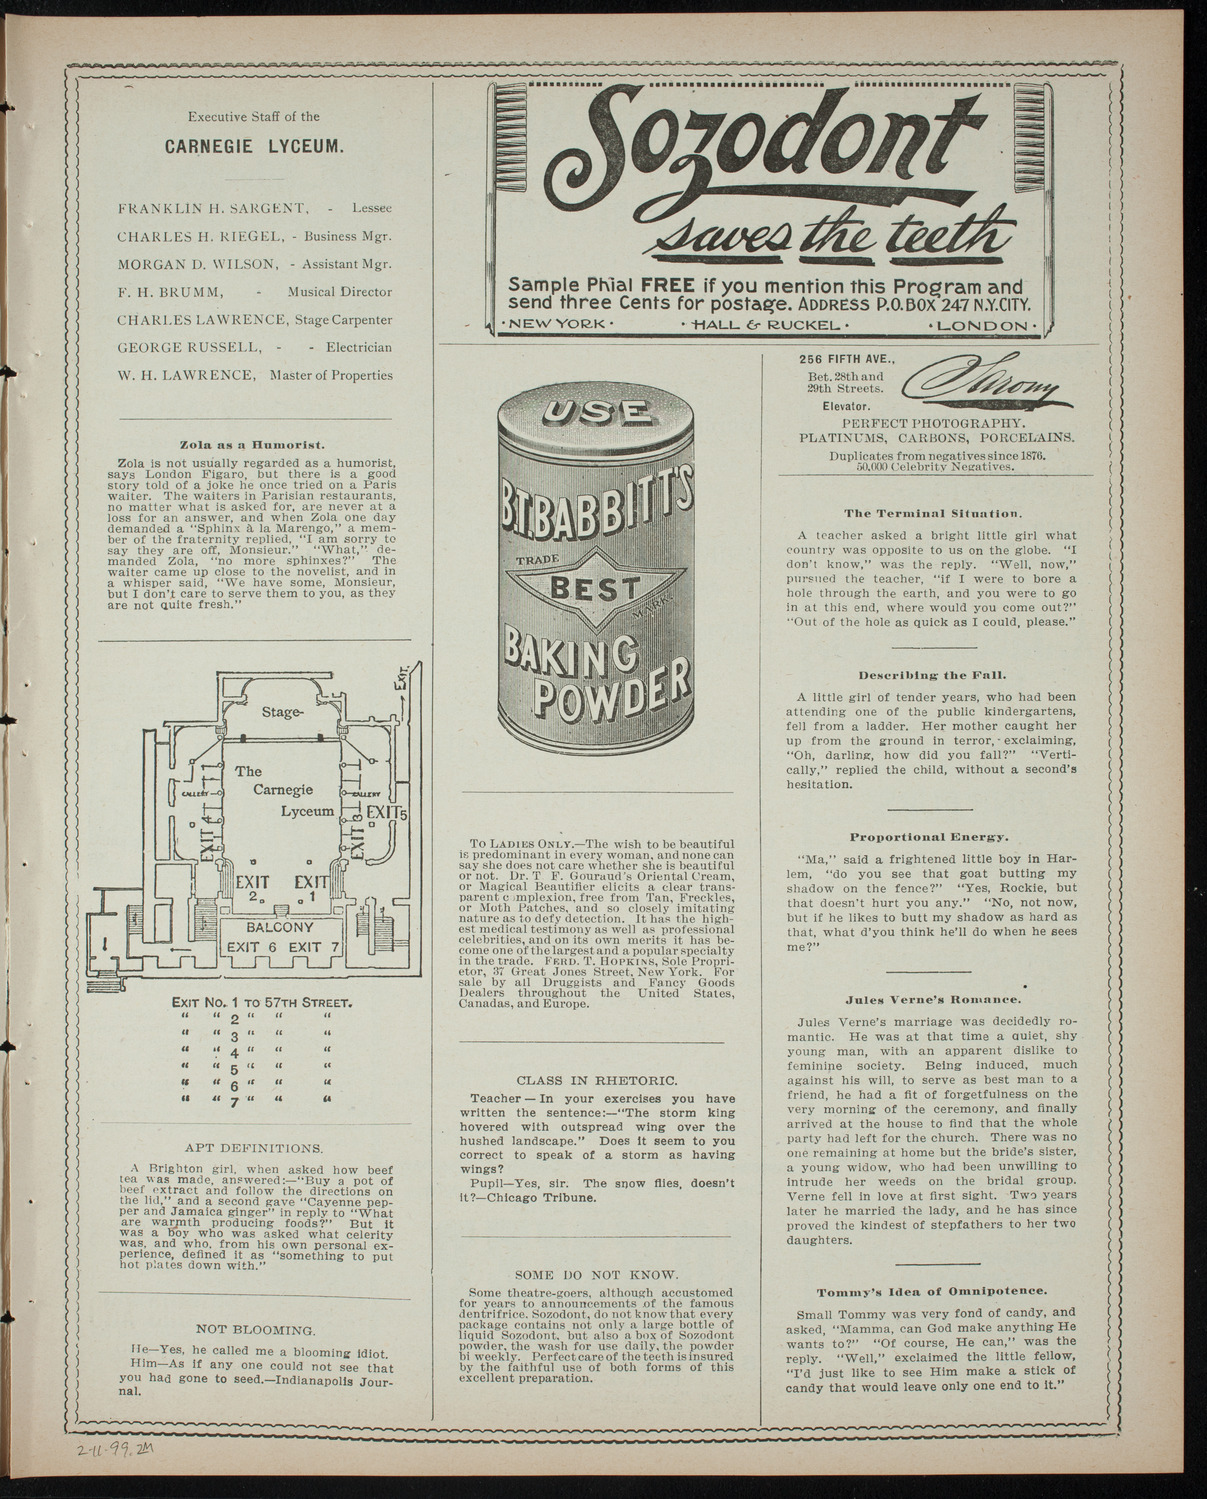 Executive Staff of the
CARNEGIE LYCEUM.
FRANKLIN H. SARGENT, - Lessee
CHARLES H. RIEGEL, - Business Mgr.
MORGAN D. WILSON, - Assistant Mgr.
F. H. BRUMM, - Musical Director
CHARLES LAWRENCE, Stage Carpenter
GEORGE RUSSELL, - - Electrician
W. H. LAWRENCE, Master of Properties
Zola as a Humorist.
Zola is not usually regarded as a humorist,
says London Figaro, but there is a good
story told of a joke he once tried on a Paris
waiter. The waiters in Parisian restaurants,
no matter what is asked for, are never at a
loss for an answer, and when Zola one day
demanded a "Sphinx à la Marengo," a mem-
ber of the fraternity replied, "I am sorry to
say they are off, Monsieur." "What," de-
manded Zola, "no more sphinxes?" The
waiter came up close to the novelist, and in
a whisper said, "We have some, Monsieur,
but I don't care to serve them to you, as they
are not quite fresh."
EXIT.
Stage-
The
Carnegie
Lyceum
GALLERY
GALLERY
EXIT 4
EXIT 3
EXIT 5
EXIT 2
EXIT 1
BALCONY
EXIT 6 EXIT 7
EXIT NO. 1 TO 57TH STREET.
" " 2 " " "
" " 3 " " "
" " 4 " " "
" " 5 " " "
" " 6 " " "
" " 7 " " "
APT DEFINITIONS.
A Brighton girl, when asked how beef
tea was made, answered:—"Buy a pot of
beef extract and follow the directions on
the lid," and a second gave "Cayenne pep-
per and Jamaica ginger" in reply to "What
are warmth producing foods?" But it
was a boy who was asked what celerity
was, and who, from his own personal ex-
perience, defined it as "something to put
hot plates down with."
NOT BLOOMING.
He—Yes, he called me a blooming idiot.
Him—As if any one could not see that
you had gone to seed.—Indianapolis Jour-
nal.
2-11-99, 2M
Sozodont
saves the teeth
Sample Phial FREE if you mention this Program and
send three Cents for postage. ADDRESS P.O.BOX 247 N.Y.CITY.
· NEW YORK · · HALL & RUCKEL · · LONDON ·
USE
B.T. BABBITT'S
TRADE
BEST
MARK
BAKING
POWDER
TO LADIES ONLY.—The wish to be beautiful
is predominant in every woman, and none can
say she does not care whether she is beautiful
or not. Dr. T F. Gouraud's Oriental Cream,
or Magical Beautifier elicits a clear trans-
parent c mplexion, free from Tan, Freckles,
or Moth Patches, and so closely imitating
nature as to defy detection. It has the high-
est medical testimony as well as professional
celebrities, and on its own merits it has be-
come one of the largest and a popular specialty
in the trade. FERD. T. HOPKINS, Sole Propri-
etor, 37 Great Jones Street, New York. For
sale by all Druggists and Fancy Goods
Dealers throughout the United States,
Canadas, and Europe.
CLASS IN RHETORIC.
Teacher — In your exercises you have
written the sentence:—"The storm king
hovered with outspread wing over the
hushed landscape." Does it seem to you
correct to speak of a storm as having
wings?
Pupil—Yes, sir. The snow flies, doesn't
it?—Chicago Tribune.
SOME DO NOT KNOW.
Some theatre-goers, although accustomed
for years to announcements of the famous
dentrifrice, Sozodont, do not know that every
package contains not only a large bottle of
liquid Sozodont, but also a box of Sozodont
powder, the wash for use daily, the powder
bi weekly. Perfect care of the teeth is insured
by the faithful use of both forms of this
excellent preparation.
256 FIFTH AVE.,
Bet. 28th and
29th Streets.
Elevator.
Sarony
PERFECT PHOTOGRAPHY.
PLATINUMS, CARBONS, PORCELAINS.
Duplicates from negatives since 1876.
50,000 Celebrity Negatives.
The Terminal Situation.
A teacher asked a bright little girl what
country was opposite to us on the globe. "I
don't know," was the reply. "Well, now,"
pursued the teacher, "if I were to bore a
hole through the earth, and you were to go
in at this end, where would you come out?"
"Out of the hole as quick as I could, please."
Describing the Fall.
A little girl of tender years, who had been
attending one of the public kindergartens,
fell from a ladder. Her mother caught her
up from the ground in terror, exclaiming,
"Oh, darling, how did you fall?" "Verti-
cally," replied the child, without a second's
hesitation.
Proportional Energy.
"Ma," said a frightened little boy in Har-
lem, "do you see that goat butting my
shadow on the fence?" "Yes, Rockie, but
that doesn't hurt you any." "No, not now,
but if he likes to butt my shadow as hard as
that, what d'you think he'll do when he sees
me?"
Jules Verne's Romance.
Jules Verne's marriage was decidedly ro-
mantic. He was at that time a quiet, shy
young man, with an apparent dislike to
feminine society. Being induced, much
against his will, to serve as best man to a
friend, he had a fit of forgetfulness on the
very morning of the ceremony, and finally
arrived at the house to find that the whole
party had left for the church. There was no
one remaining at home but the bride's sister,
a young widow, who had been unwilling to
intrude her weeds on the bridal group.
Verne fell in love at first sight. Two years
later he married the lady, and he has since
proved the kindest of stepfathers to her two
daughters.
Tommy's Idea of Omnipotence.
Small Tommy was very fond of candy, and
asked, "Mamma, can God make anything He
wants to?" "Of course, He can," was the
reply. "Well," exclaimed the little fellow,
"I'd just like to see Him make a stick of
candy that would leave only one end to it."